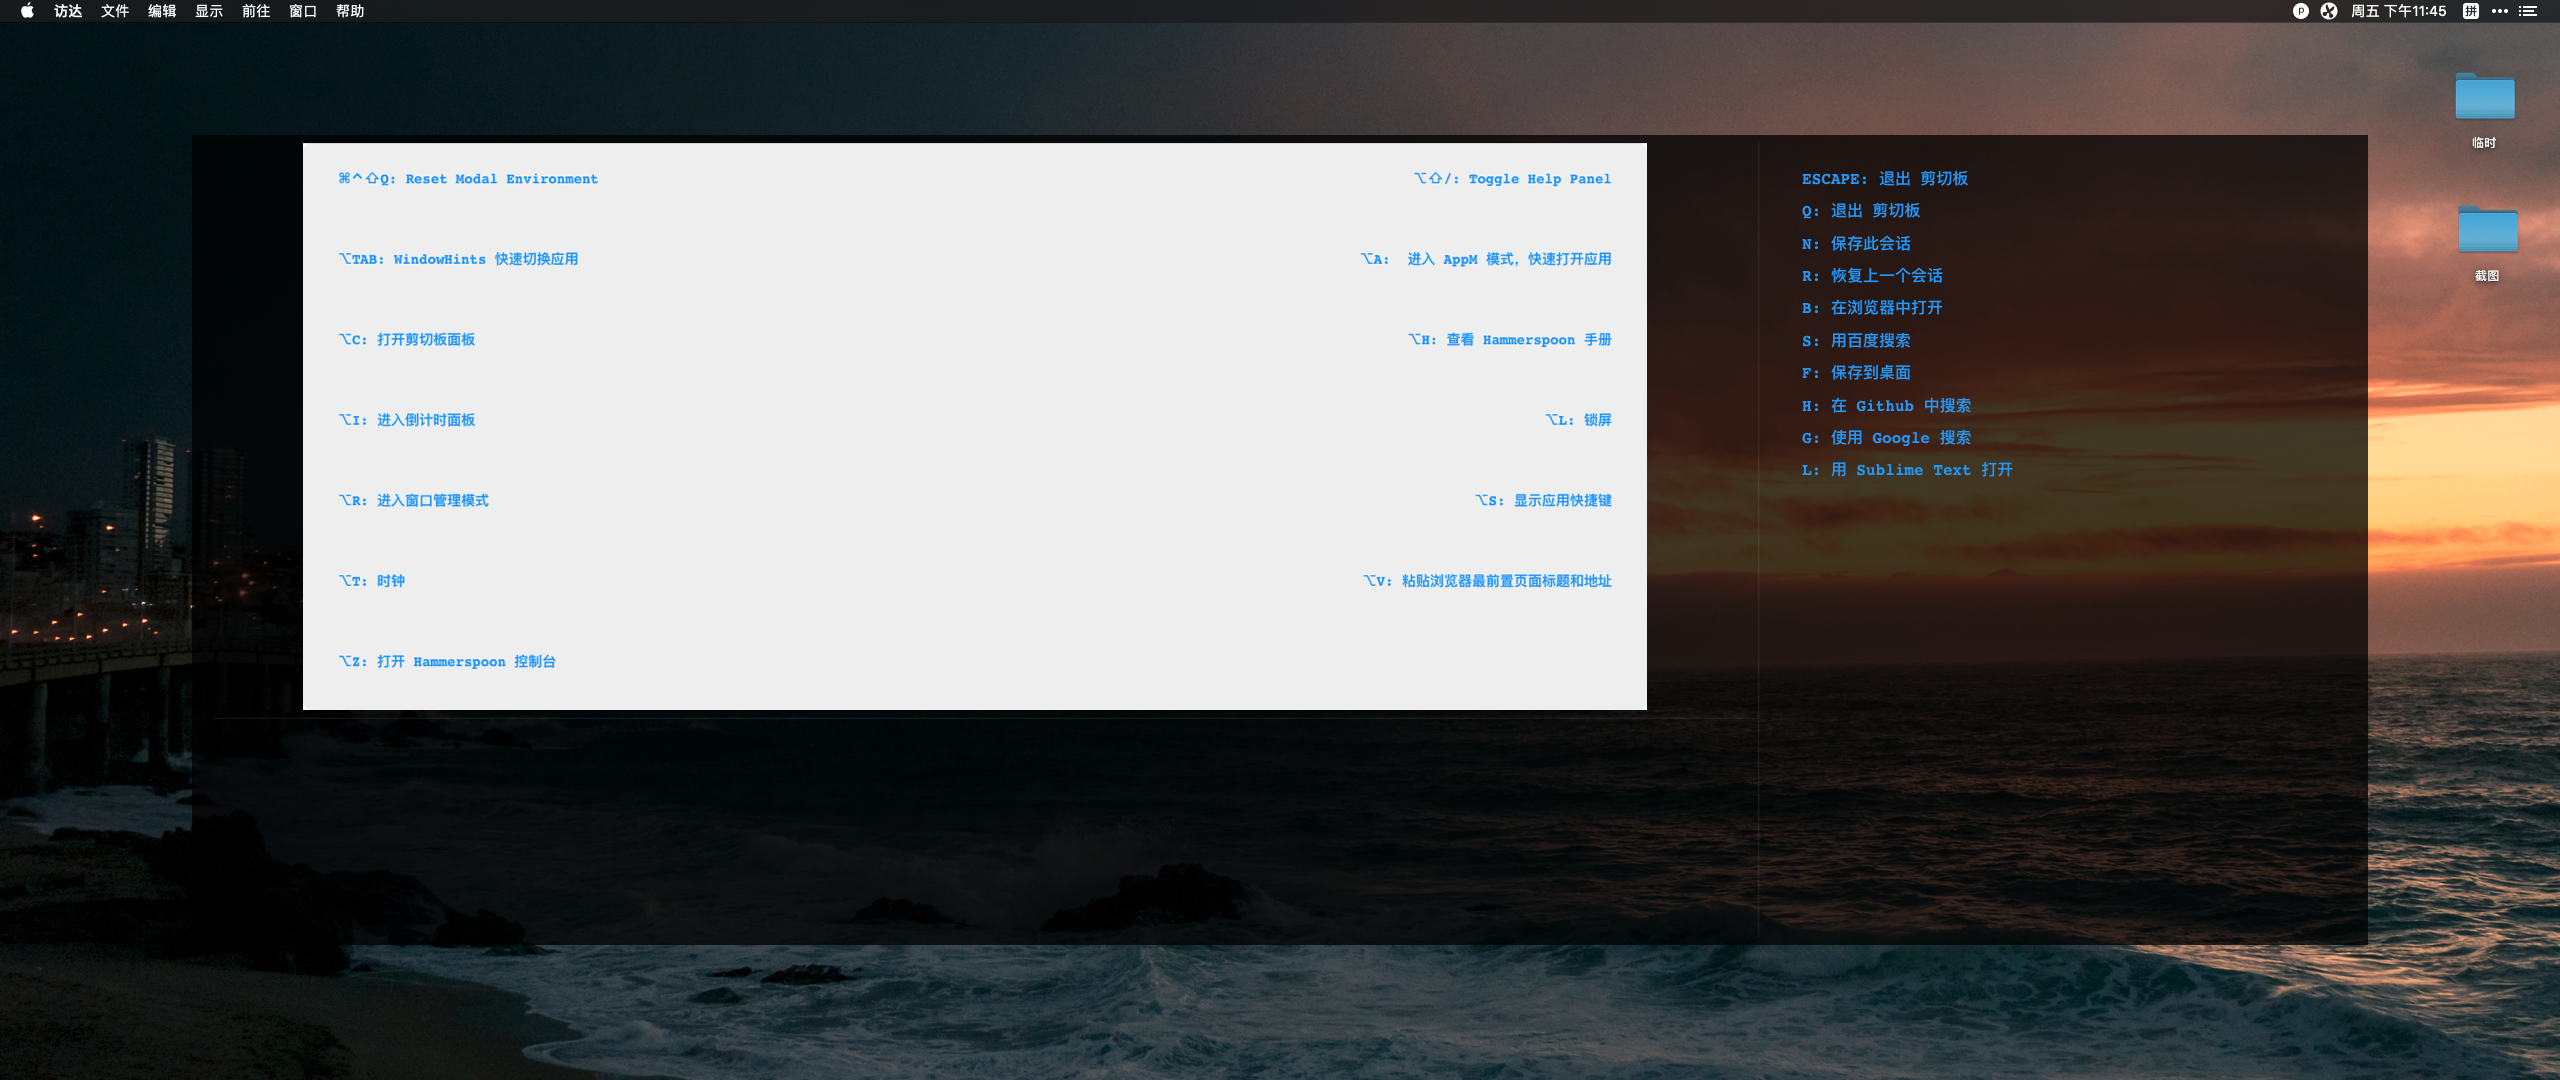 访达 文件 编辑 显示 前往 窗口 帮助
P 周五 下午11:45 拼
临时
截图
⌘⌃⇧Q: Reset Modal Environment
⌥⇧/: Toggle Help Panel
⌥TAB: WindowHints 快速切换应用
⌥A: 进入 AppM 模式，快速打开应用
⌥C: 打开剪切板面板
⌥H: 查看 Hammerspoon 手册
⌥I: 进入倒计时面板
⌥L: 锁屏
⌥R: 进入窗口管理模式
⌥S: 显示应用快捷键
⌥T: 时钟
⌥V: 粘贴浏览器最前置页面标题和地址
⌥Z: 打开 Hammerspoon 控制台
ESCAPE: 退出 剪切板
Q: 退出 剪切板
N: 保存此会话
R: 恢复上一个会话
B: 在浏览器中打开
S: 用百度搜索
F: 保存到桌面
H: 在 Github 中搜索
G: 使用 Google 搜索
L: 用 Sublime Text 打开